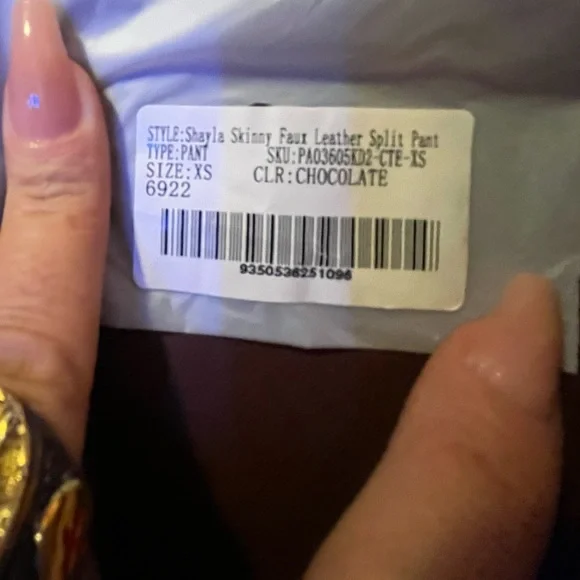 STYLE:Shayla Skinny Faux Leather Split Pant
TYPE:PANT SKU:PA03605KD2-CTE-XS
SIZE:XS CLR:CHOCOLATE
6922
9350536251096